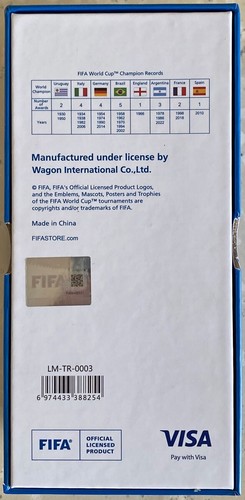 FIFA World Cup™ Champion Records
World Champion Uruguay Italy Germany Brazil England Argentina France Spain
Number of Awards 2 4 4 5 1 3 2 1
Years 1930 1934 1954 1958 1966 1978 1998 2010
1950 1938 1974 1962 1986 2018
1982 1990 1970 2022
2006 2014 1994
2002
Manufactured under license by
Wagon International Co.,Ltd.
© FIFA, FIFA's Official Licensed Product Logos,
and the Emblems, Mascots, Posters and Trophies
of the FIFA World Cup™ tournaments are
copyrights and/or trademarks of FIFA.
Made in China
FIFASTORE.com
FIFA
LM-TR-0003
6 974433 388254
FIFA®
OFFICIAL
LICENSED
PRODUCT
VISA
Pay with Visa